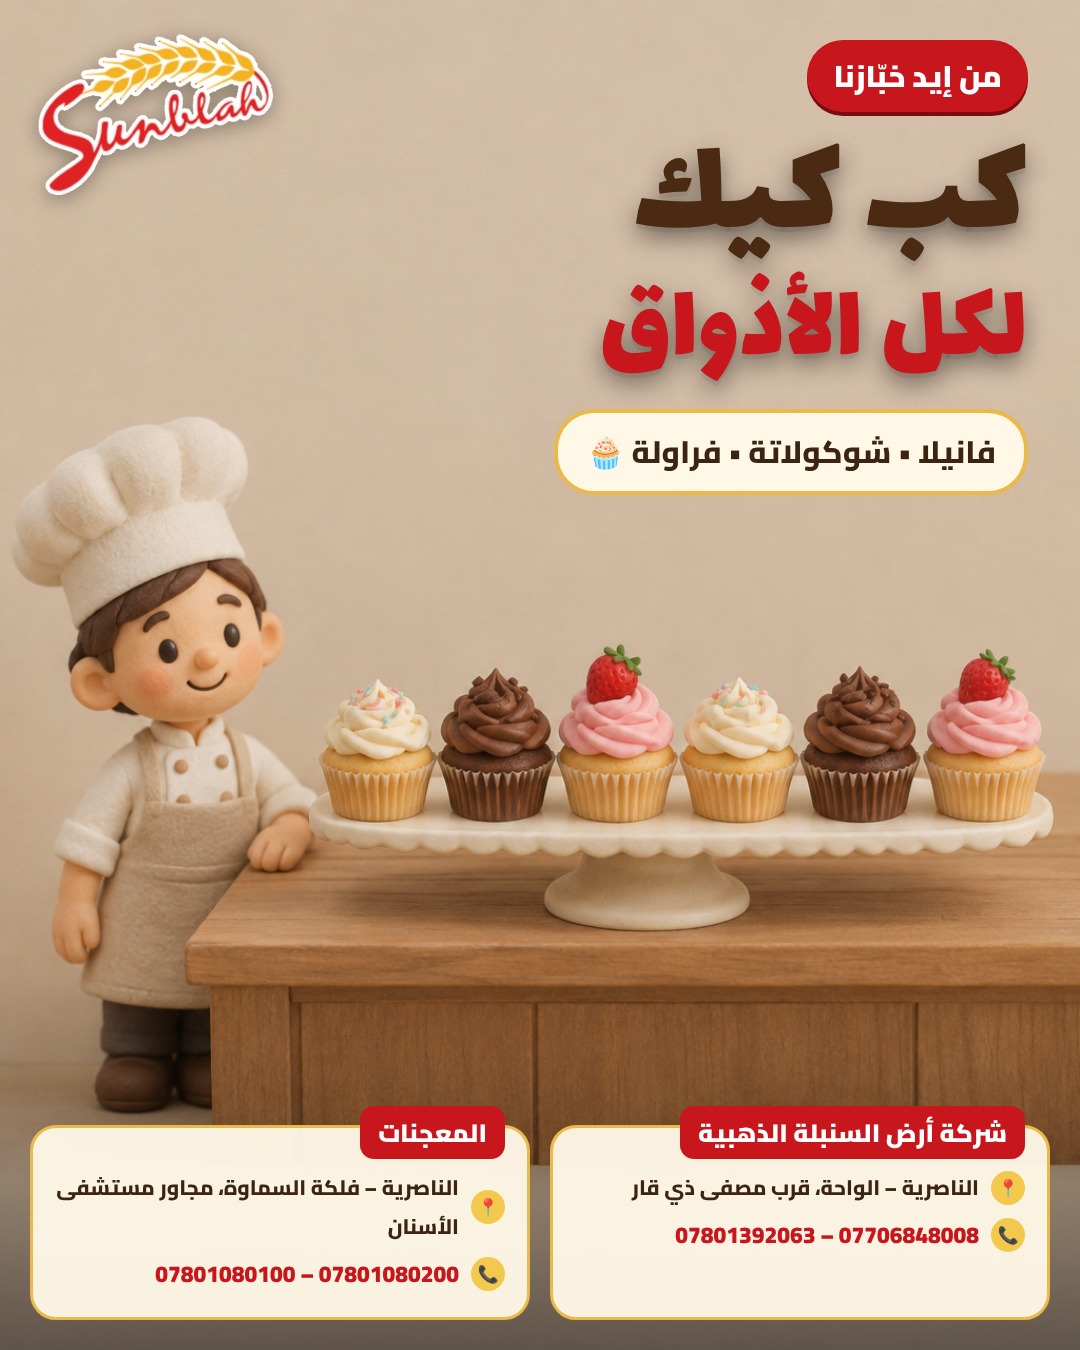 Sunblah
من إيد خبّازنا
كب كيك
لكل الأذواق
فانيلا ▪ شوكولاتة ▪ فراولة 🧁
شركة أرض السنبلة الذهبية
📍 الناصرية – الواحة، قرب مصفى ذي قار
📞 07706848008 – 07801392063
المعجنات
📍 الناصرية – فلكة السماوة، مجاور مستشفى
الأسنان
📞 07801080200 – 07801080100